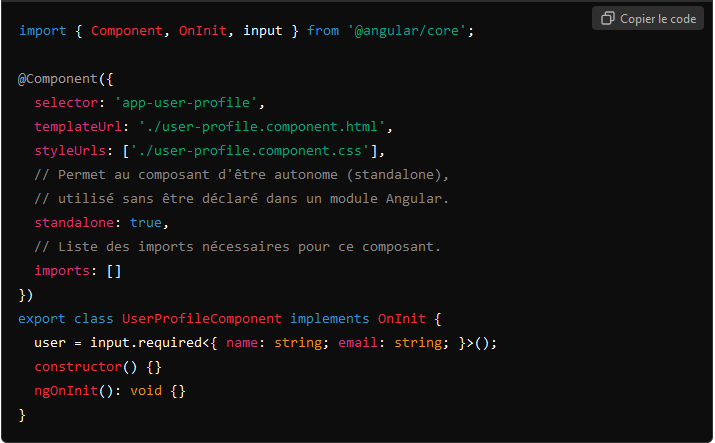 Copier le code
import { Component, OnInit, input } from '@angular/core';
@Component({
selector: 'app-user-profile',
templateUrl: './user-profile.component.html',
styleUrls: ['./user-profile.component.css'],
// Permet au composant d'être autonome (standalone),
// utilisé sans être déclaré dans un module Angular.
standalone: true,
// Liste des imports nécessaires pour ce composant.
imports: []
})
export class UserProfileComponent implements OnInit {
user = input.required<{ name: string; email: string; }>();
constructor() {}
ngOnInit(): void {}
}